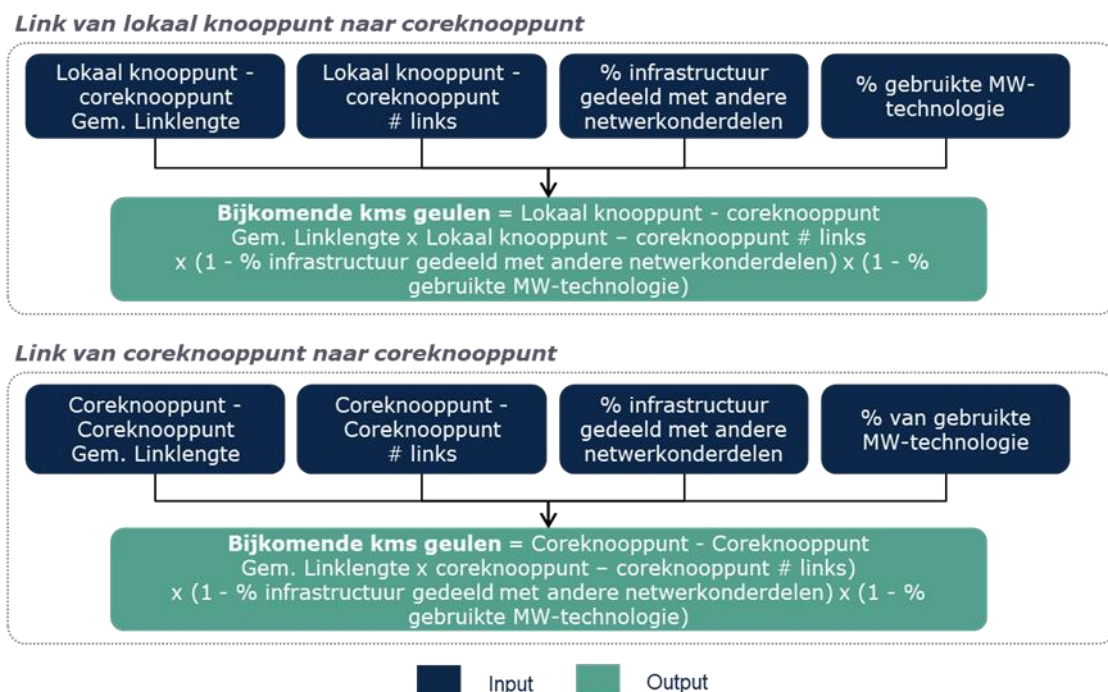 Link van lokaal knooppunt naar coreknooppunt
Lokaal knooppunt -
coreknooppunt
Gem. Linklengte
Lokaal knooppunt -
coreknooppunt
# links
% infrastructuur
gedeeld met andere
netwerkonderdelen
% gebruikte MW-
technologie
Bijkomende kms geulen = Lokaal knooppunt - coreknooppunt
Gem. Linklengte x Lokaal knooppunt – coreknooppunt # links
x (1 - % infrastructuur gedeeld met andere netwerkonderdelen) x (1 - %
gebruikte MW-technologie)
Link van coreknooppunt naar coreknooppunt
Coreknooppunt -
Coreknooppunt
Gem. Linklengte
Coreknooppunt -
Coreknooppunt
# links
% infrastructuur
gedeeld met andere
netwerkonderdelen
% van gebruikte
MW-technologie
Bijkomende kms geulen = Coreknooppunt - Coreknooppunt
Gem. Linklengte x coreknooppunt – coreknooppunt # links)
x (1 - % infrastructuur gedeeld met andere netwerkonderdelen) x (1 - %
gebruikte MW-technologie)
Input
Output